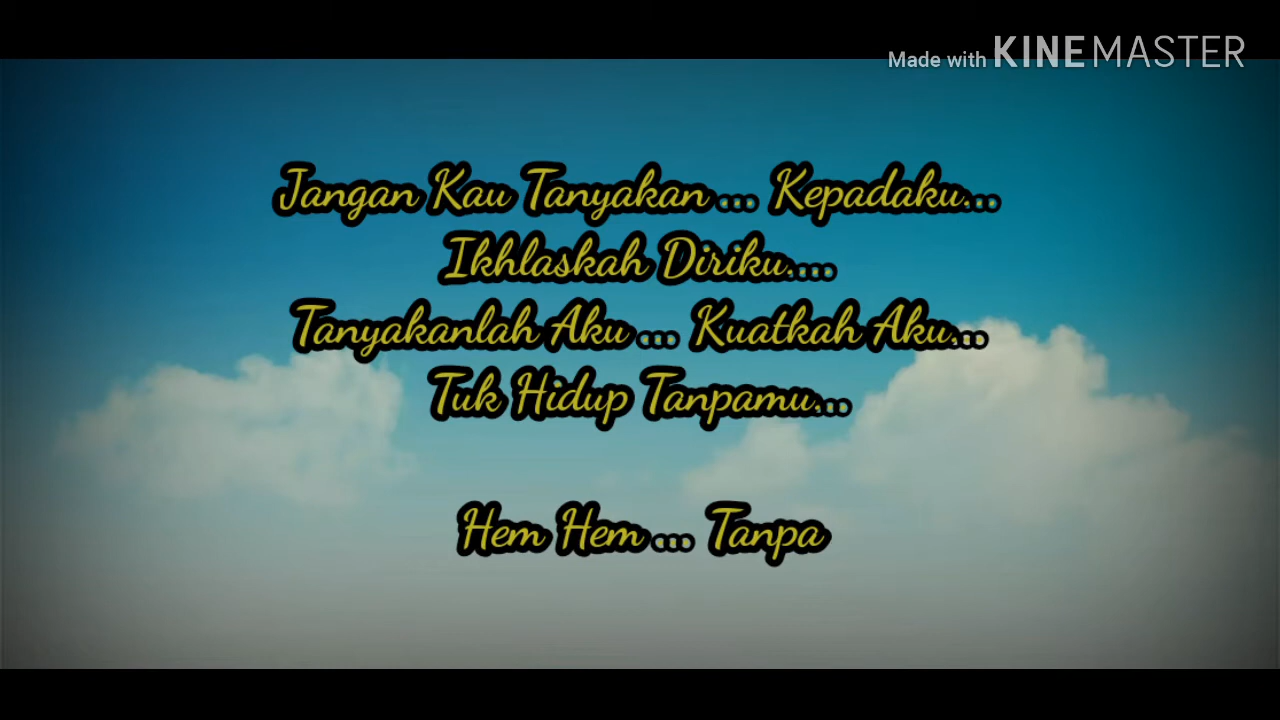 Made with KINEMASTER
Jangan Kau Tanyakan ... Kepadaku...
Ikhlaskah Diriku....
Tanyakanlah Aku ... Kuatkah Aku...
Tuk Hidup Tanpamu...
Hem Hem ... Tanpa